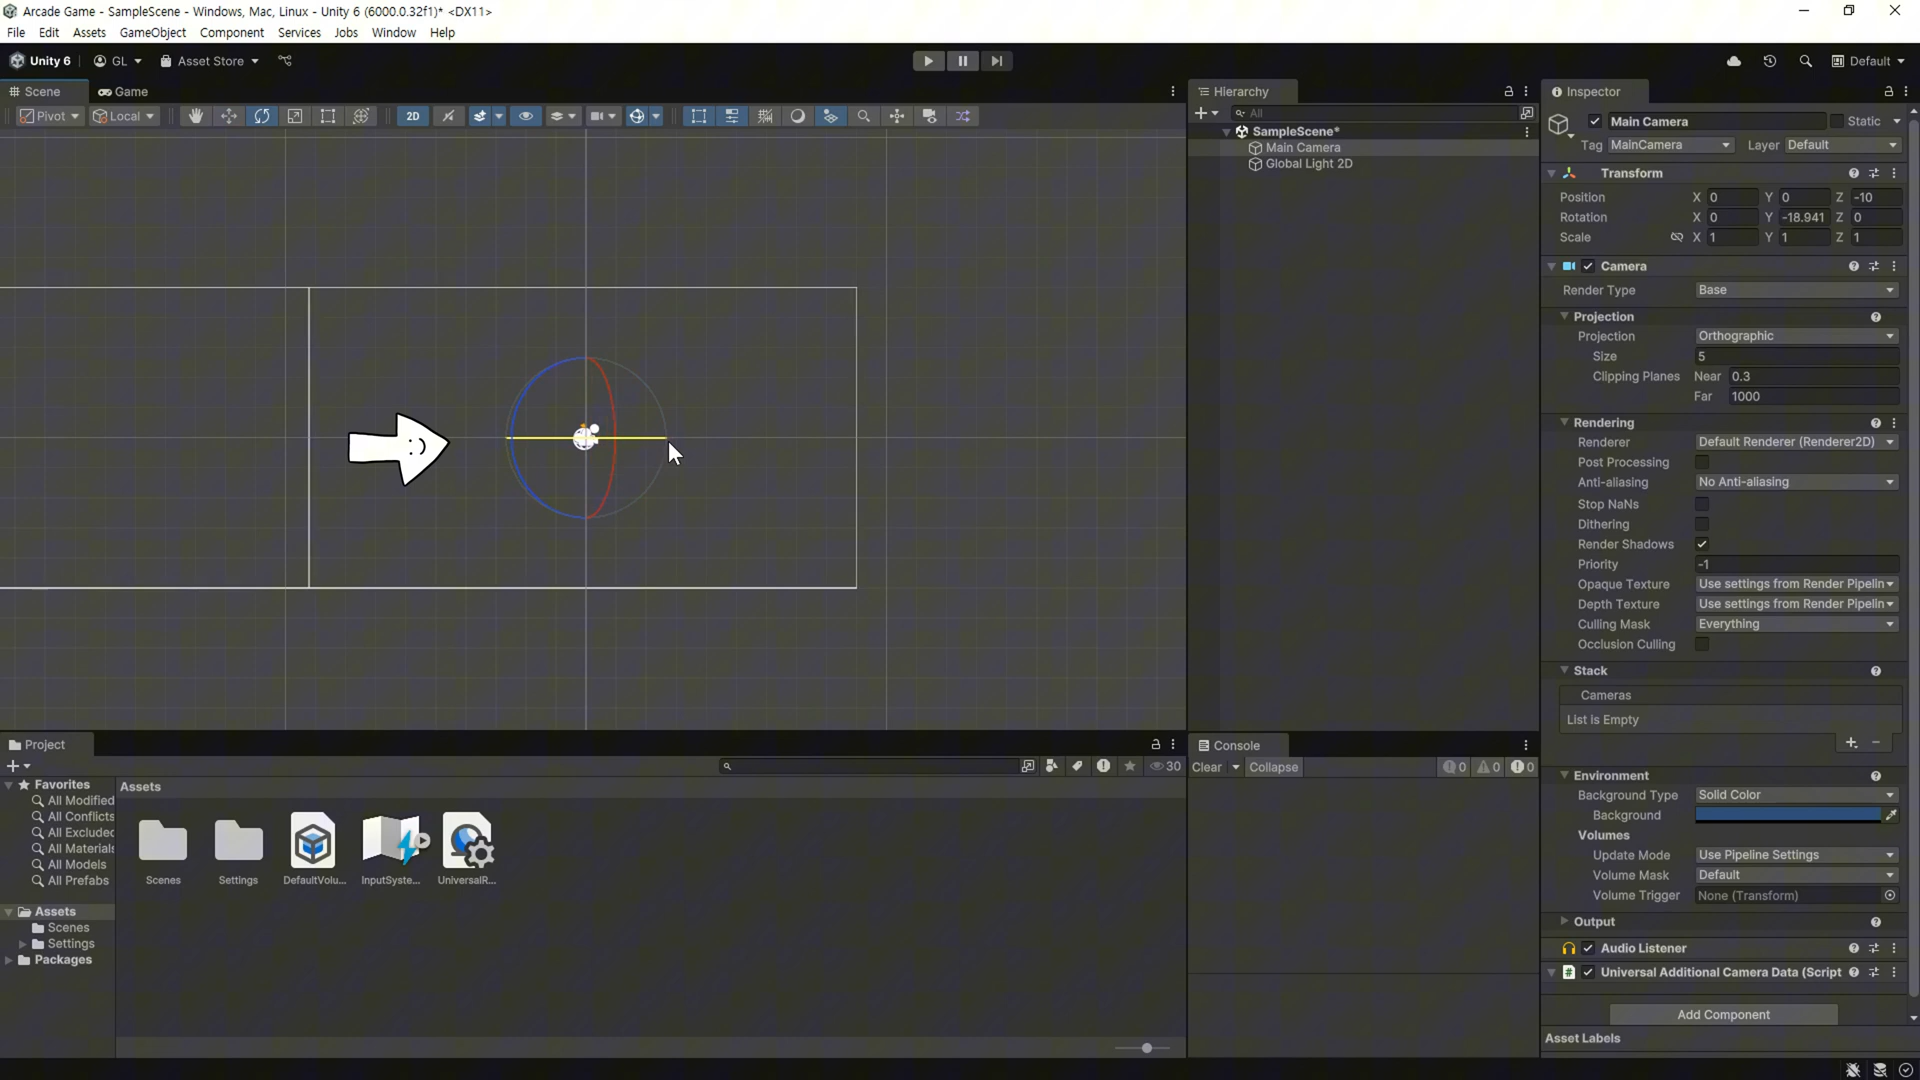 Arcade Game - SampleScene - Windows, Mac, Linux - Unity 6 (6000.0.32f1)* <DX11>
File Edit Assets GameObject Component Services Jobs Window Help
Unity 6 GL Asset Store Default
Scene Game
Pivot Local 2D
Hierarchy
All
SampleScene*
Main Camera
Global Light 2D
Inspector
Main Camera Static
Tag MainCamera Layer Default
Transform
Position X 0 Y 0 Z -10
Rotation X 0 Y -18.941 Z 0
Scale X 1 Y 1 Z 1
Camera
Render Type Base
Projection
Projection Orthographic
Size 5
Clipping Planes Near 0.3
Far 1000
Rendering
Renderer Default Renderer (Renderer2D)
Post Processing
Anti-aliasing No Anti-aliasing
Stop NaNs
Dithering
Render Shadows
Priority -1
Opaque Texture Use settings from Render Pipelin
Depth Texture Use settings from Render Pipelin
Culling Mask Everything
Occlusion Culling
Stack
Cameras
List is Empty
Environment
Background Type Solid Color
Background
Volumes
Update Mode Use Pipeline Settings
Volume Mask Default
Volume Trigger None (Transform)
Output
Audio Listener
Universal Additional Camera Data (Script
Add Component
Asset Labels
Project
30
Favorites
All Modified
All Conflicts
All Excluded
All Materials
All Models
All Prefabs
Assets
Scenes
Settings
Packages
Assets
Scenes Settings DefaultVolu... InputSyste... UniversalR...
Console
Clear Collapse 0 0 0